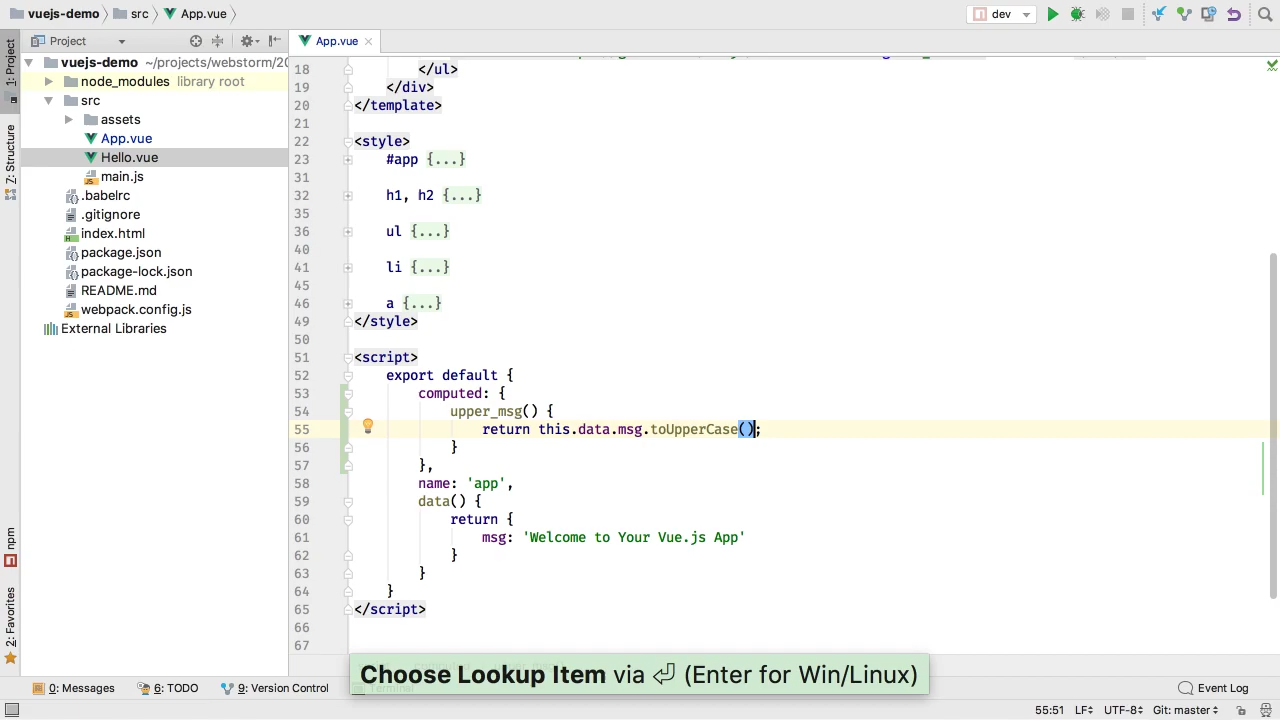 vuejs-demo src App.vue dev
1: Project
Project
App.vue
vuejs-demo ~/projects/webstorm/20
node_modules library root
src
assets
App.vue
Hello.vue
main.js
.babelrc
.gitignore
index.html
package.json
package-lock.json
README.md
webpack.config.js
External Libraries
Z: Structure
npm
2: Favorites
18 </ul>
19 </div>
20 </template>
21
22 <style>
23 #app {...}
31
32 h1, h2 {...}
35
36 ul {...}
40
41 li {...}
45
46 a {...}
49 </style>
50
51 <script>
52 export default {
53 computed: {
54 upper_msg() {
55 return this.data.msg.toUpperCase();
56 }
57 },
58 name: 'app',
59 data() {
60 return {
61 msg: 'Welcome to Your Vue.js App'
62 }
63 }
64 }
65 </script>
66
67
Choose Lookup Item via ⏎ (Enter for Win/Linux)
0: Messages 6: TODO 9: Version Control Terminal Event Log
55:51 LF UTF-8 Git: master